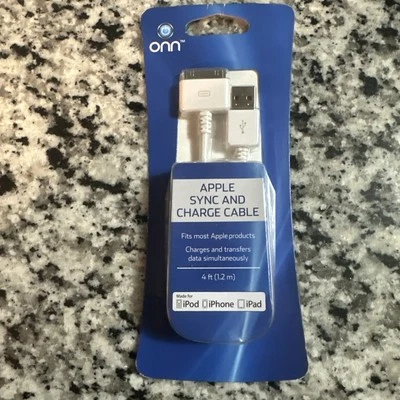 onn™
APPLE
SYNC AND
CHARGE CABLE
Fits most Apple products
Charges and transfers
data simultaneously
4 ft (1.2 m)
Made for
iPod iPhone iPad